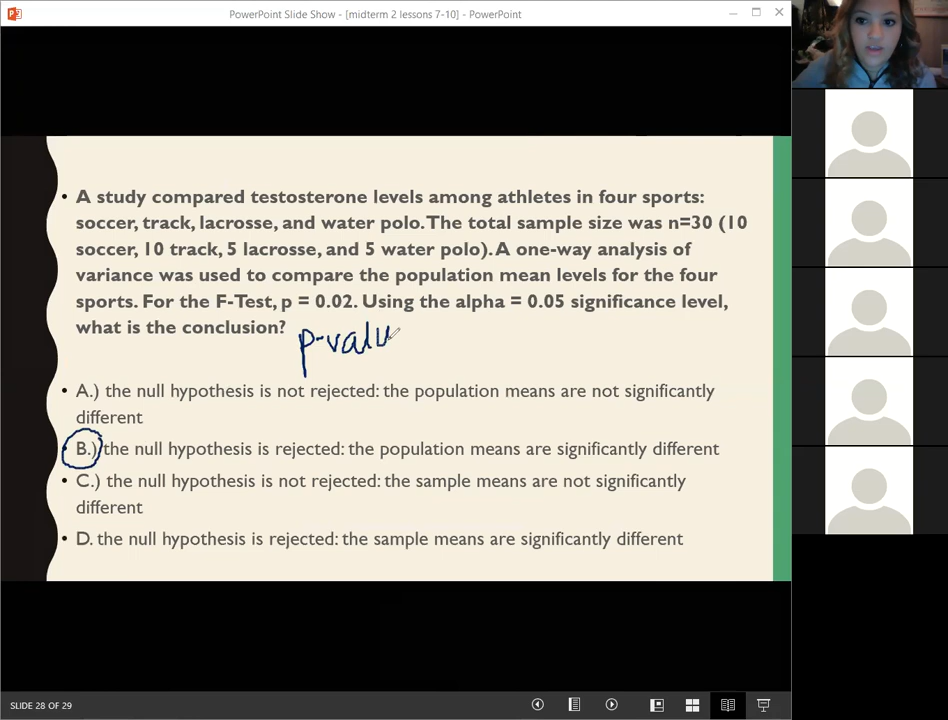 PowerPoint Slide Show - [midterm 2 lessons 7-10] - PowerPoint
• A study compared testosterone levels among athletes in four sports:
soccer, track, lacrosse, and water polo. The total sample size was n=30 (10
soccer, 10 track, 5 lacrosse, and 5 water polo). A one-way analysis of
variance was used to compare the population mean levels for the four
sports. For the F-Test, p = 0.02. Using the alpha = 0.05 significance level,
what is the conclusion?
p-valu
• A.) the null hypothesis is not rejected: the population means are not significantly
different
• B.) the null hypothesis is rejected: the population means are significantly different
• C.) the null hypothesis is not rejected: the sample means are not significantly
different
• D. the null hypothesis is rejected: the sample means are significantly different
SLIDE 28 OF 29